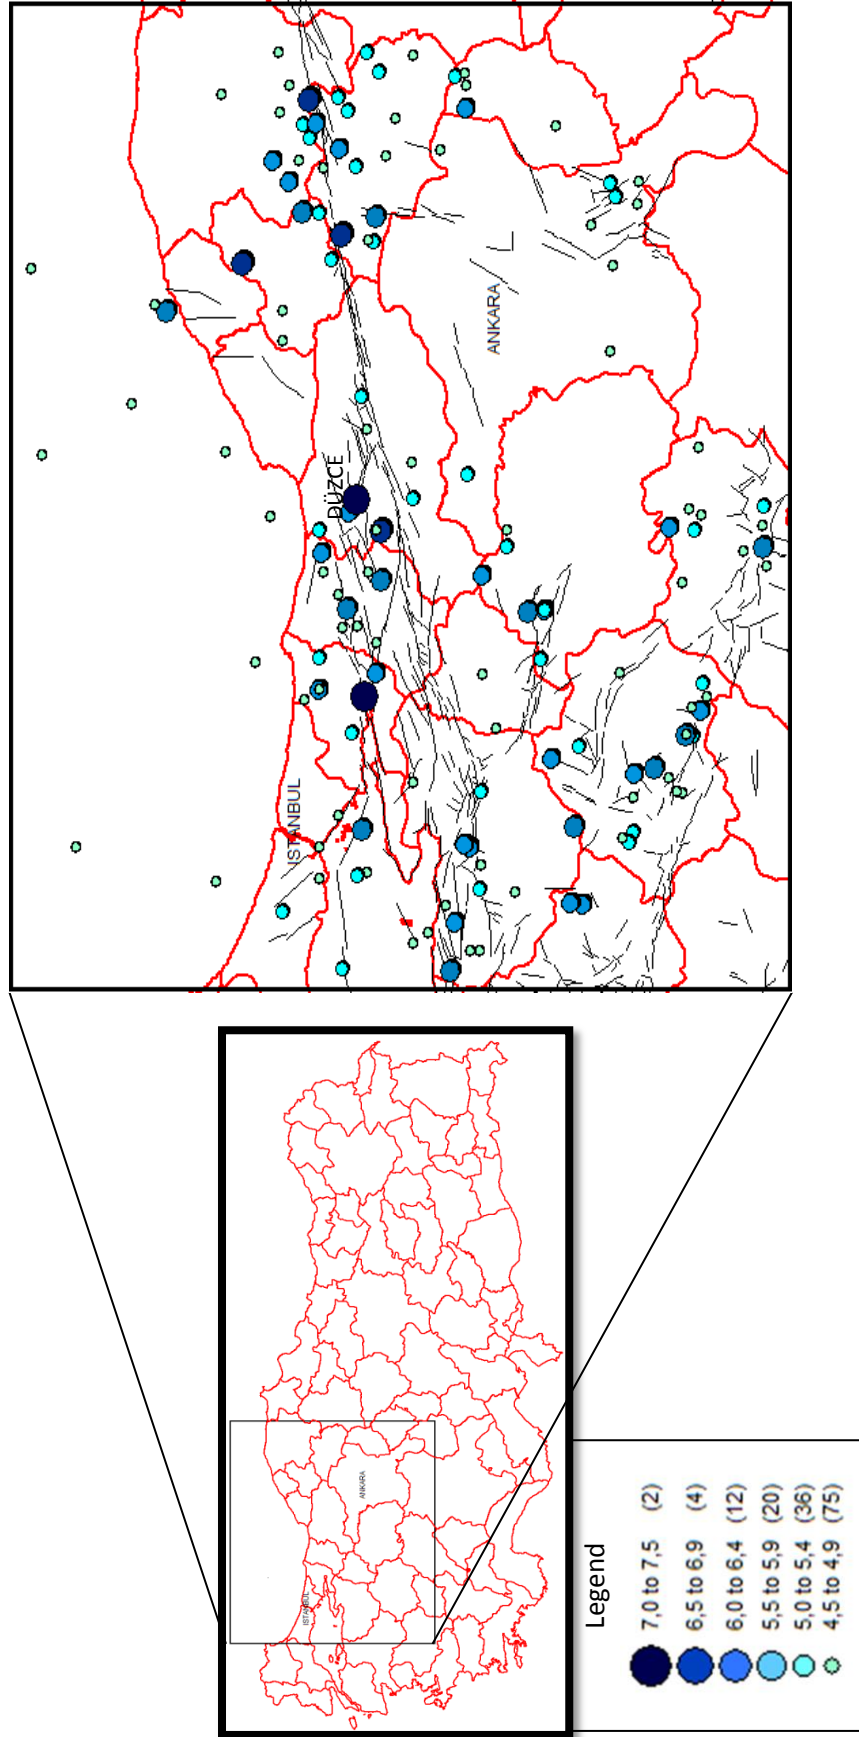 ANKARA
DÜZCE
ISTANBUL
ANKARA
ISTANBUL
Legend
7,0 to 7,5 (2)
6,5 to 6,9 (4)
6,0 to 6,4 (12)
5,5 to 5,9 (20)
5,0 to 5,4 (36)
4,5 to 4,9 (75)